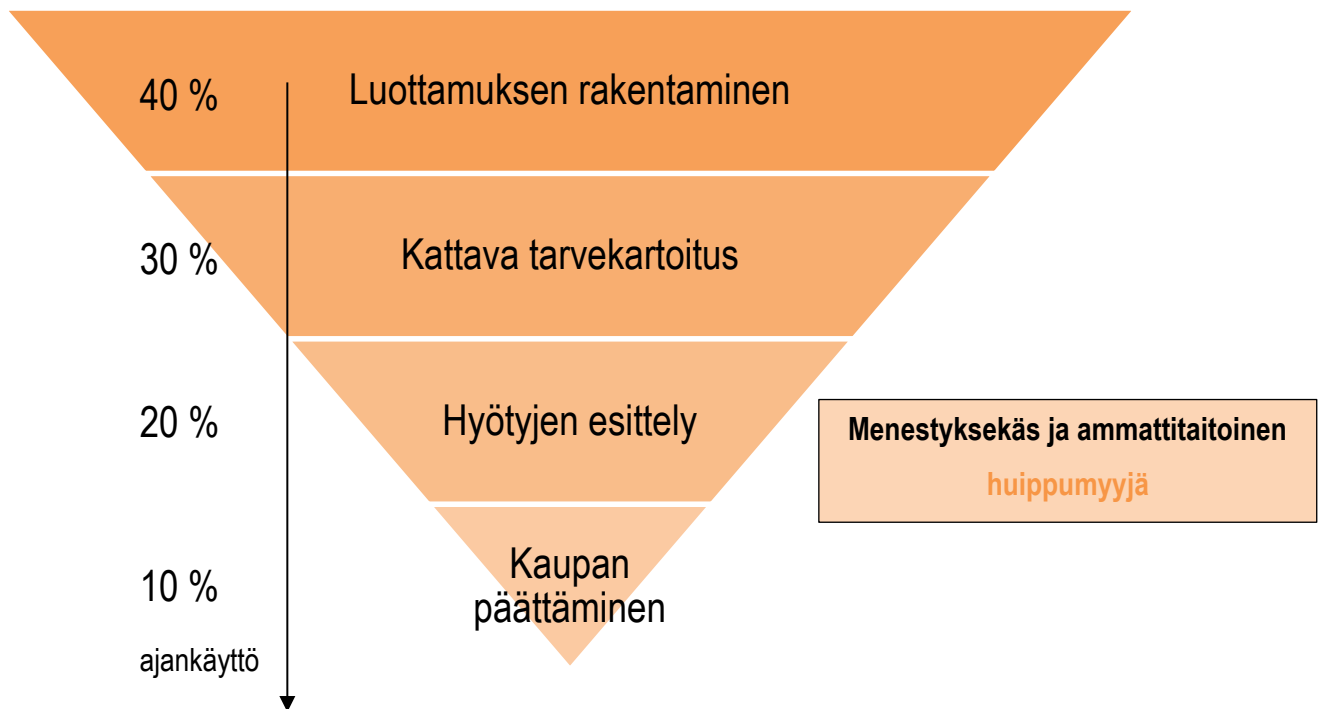 40 %
Luottamuksen rakentaminen
30 %
Kattava tarvekartoitus
20 %
Hyötyjen esittely
Menestyksekäs ja ammattitaitoinen
huippumyyjä
10 %
Kaupan
päättäminen
ajankäyttö